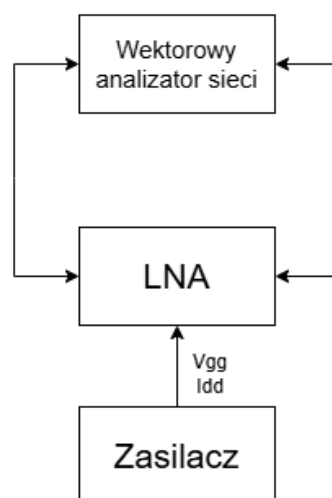 Wektorowy
analizator sieci
LNA
Vgg
Idd
Zasilacz